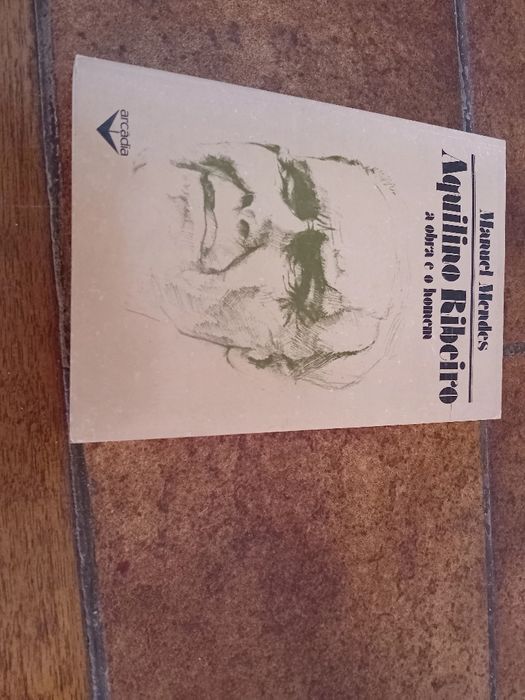 Manuel Mendes
Aquilino Ribeiro
a obra e o homem
arcádia